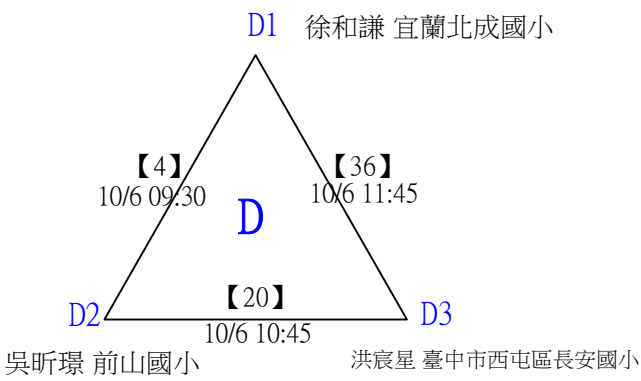 D1 徐和謙 宜蘭北成國小
【4】
10/6 09:30
【36】
10/6 11:45
D
【20】
10/6 10:45
D2
D3
吳昕璟 前山國小
洪宸星 臺中市西屯區長安國小